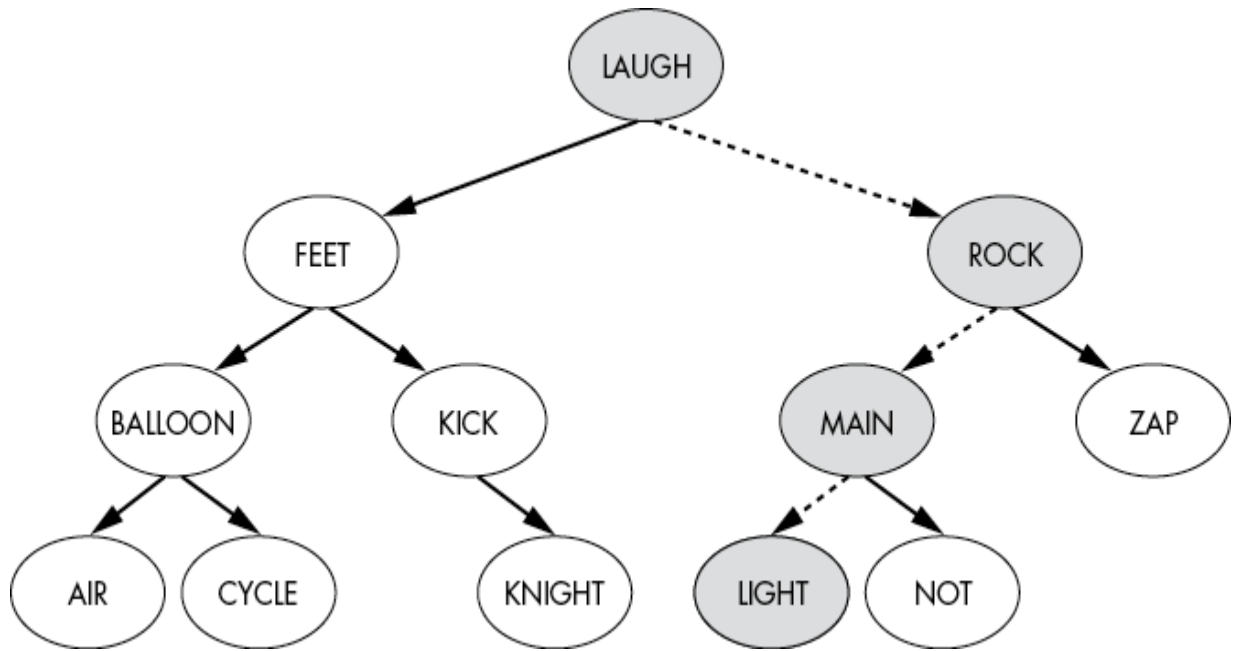 LAUGH
FEET
ROCK
BALLOON
KICK
MAIN
ZAP
AIR
CYCLE
KNIGHT
LIGHT
NOT